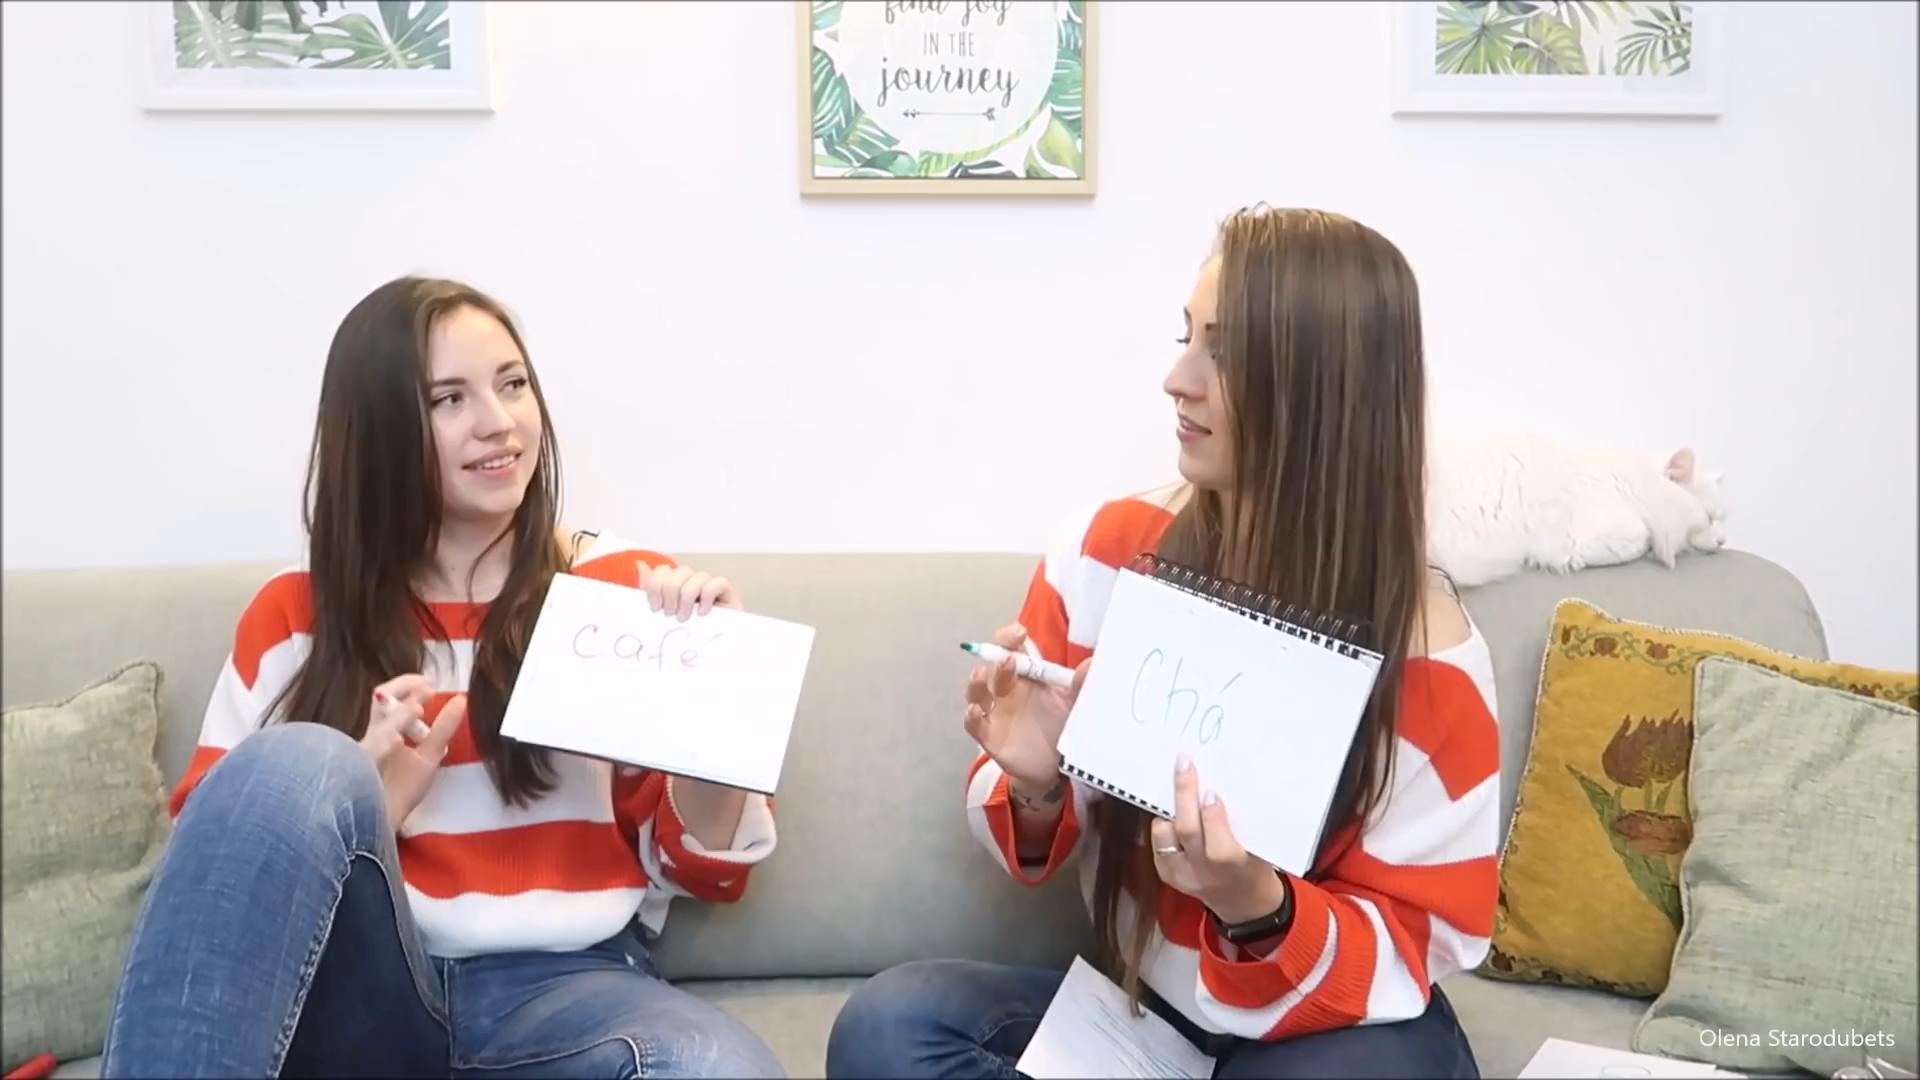 find joy
IN THE
journey
café
Chá
Olena Starodubets